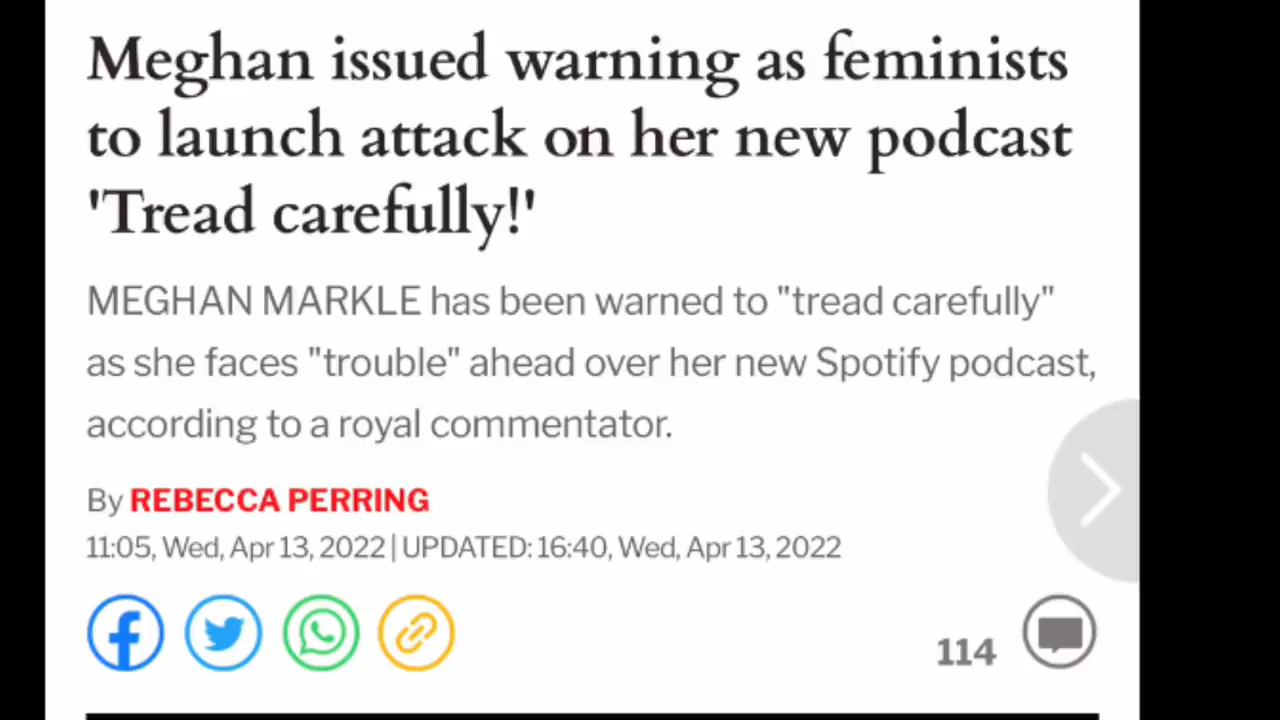 Meghan issued warning as feminists
to launch attack on her new podcast
'Tread carefully!'
MEGHAN MARKLE has been warned to "tread carefully"
as she faces "trouble" ahead over her new Spotify podcast,
according to a royal commentator.
By REBECCA PERRING
11:05, Wed, Apr 13, 2022 | UPDATED: 16:40, Wed, Apr 13, 2022
114